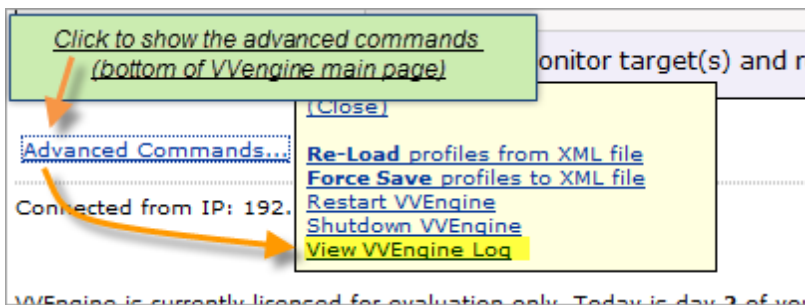 Click to show the advanced commands
(bottom of VVengine main page)
onitor target(s) and r
(Close)
Advanced Commands...
Re-Load profiles from XML file
Force Save profiles to XML file
Restart VVEngine
Shutdown VVEngine
View VVEngine Log
Connected from IP: 192.
VVEngine is currently licensed for evaluation only. Today is day 2 of yo